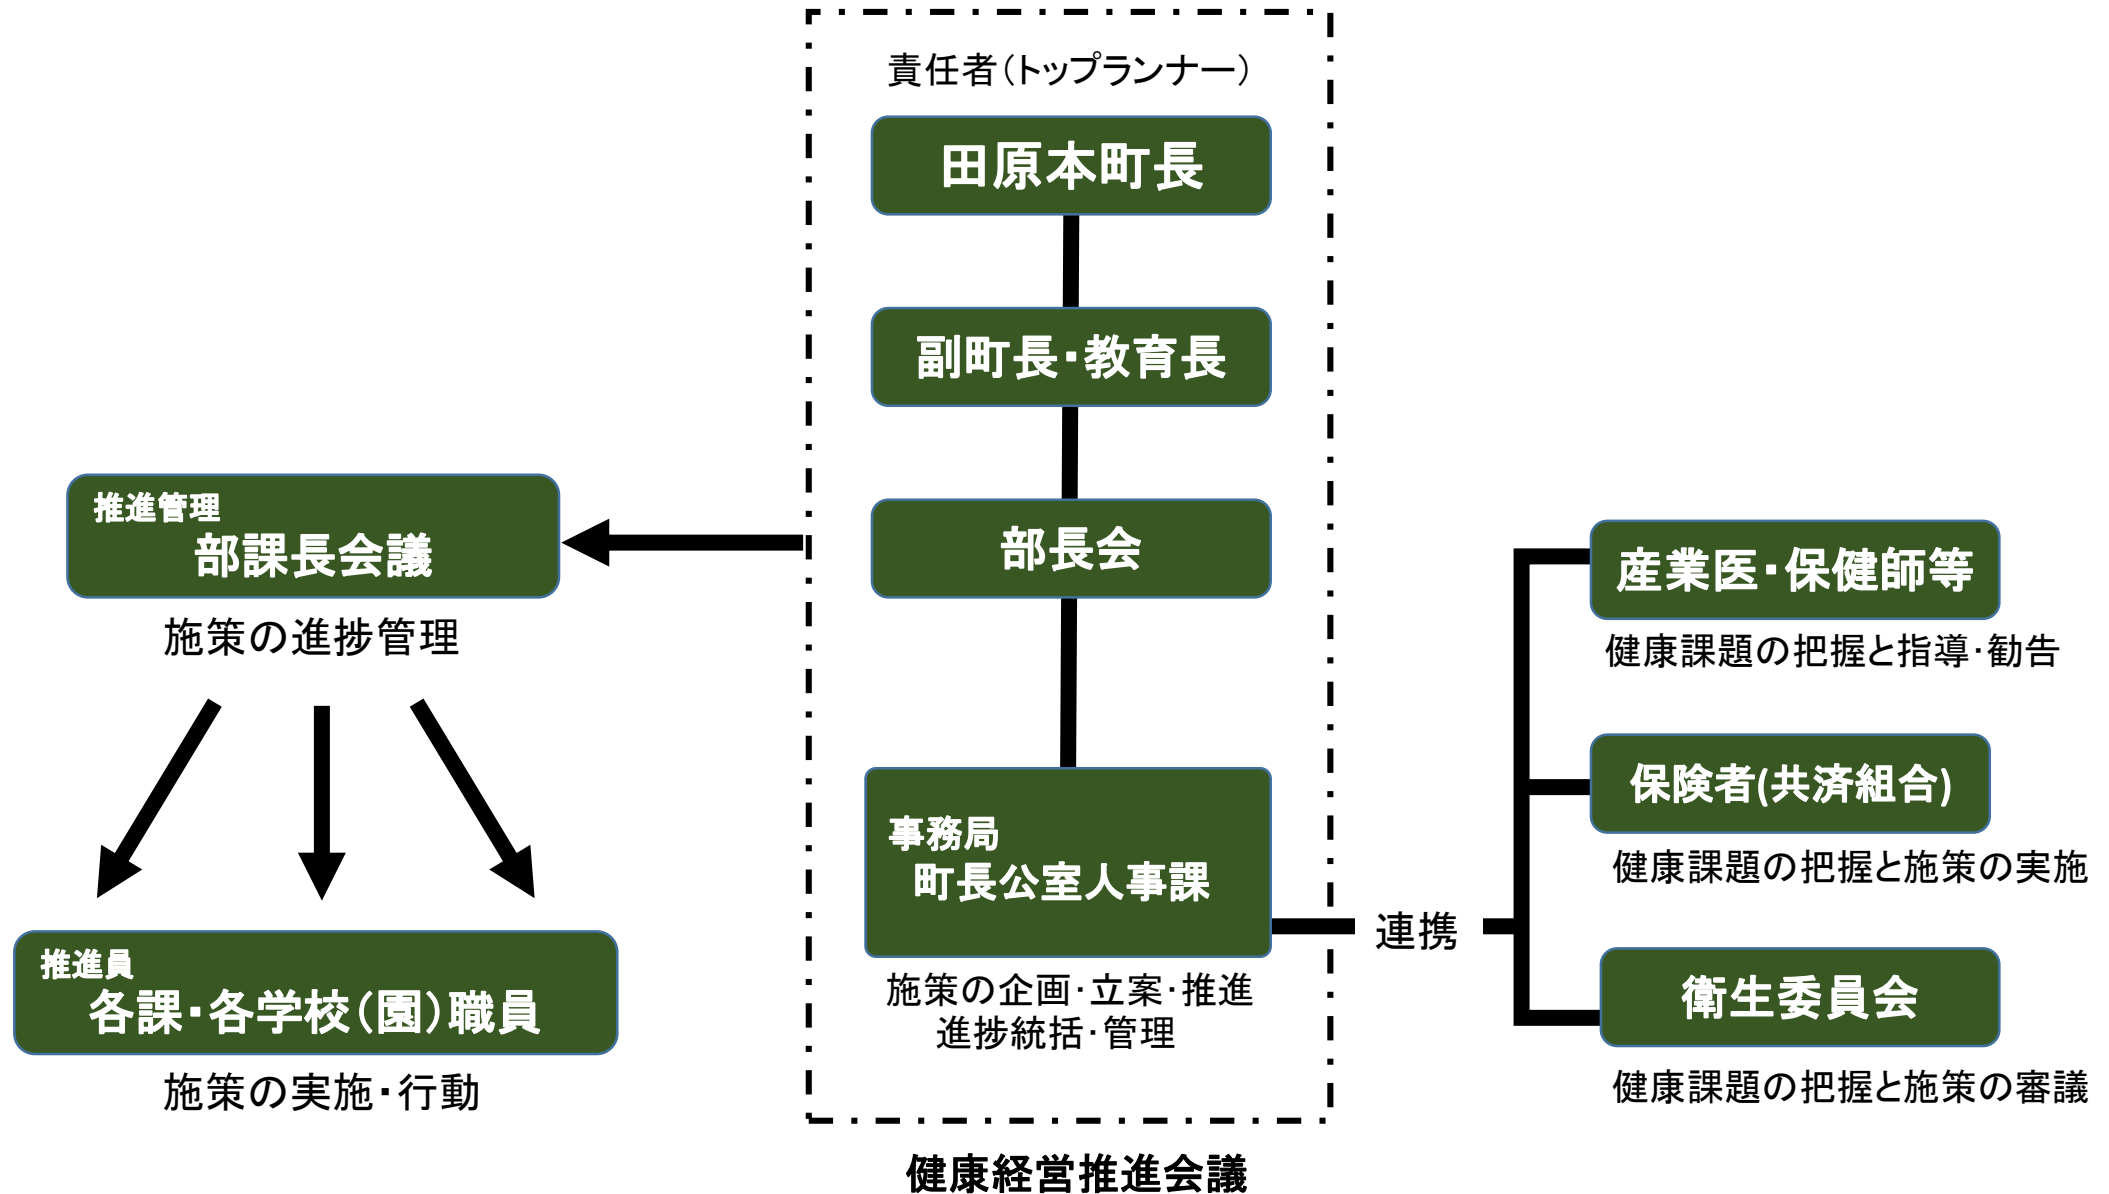 責任者（トップランナー）
田原本町長
副町長・教育長
部長会
事務局
町長公室人事課
施策の企画・立案・推進
進捗統括・管理
健康経営推進会議
推進管理
部課長会議
施策の進捗管理
推進員
各課・各学校（園）職員
施策の実施・行動
連携
産業医・保健師等
健康課題の把握と指導・勧告
保険者(共済組合)
健康課題の把握と施策の実施
衛生委員会
健康課題の把握と施策の審議